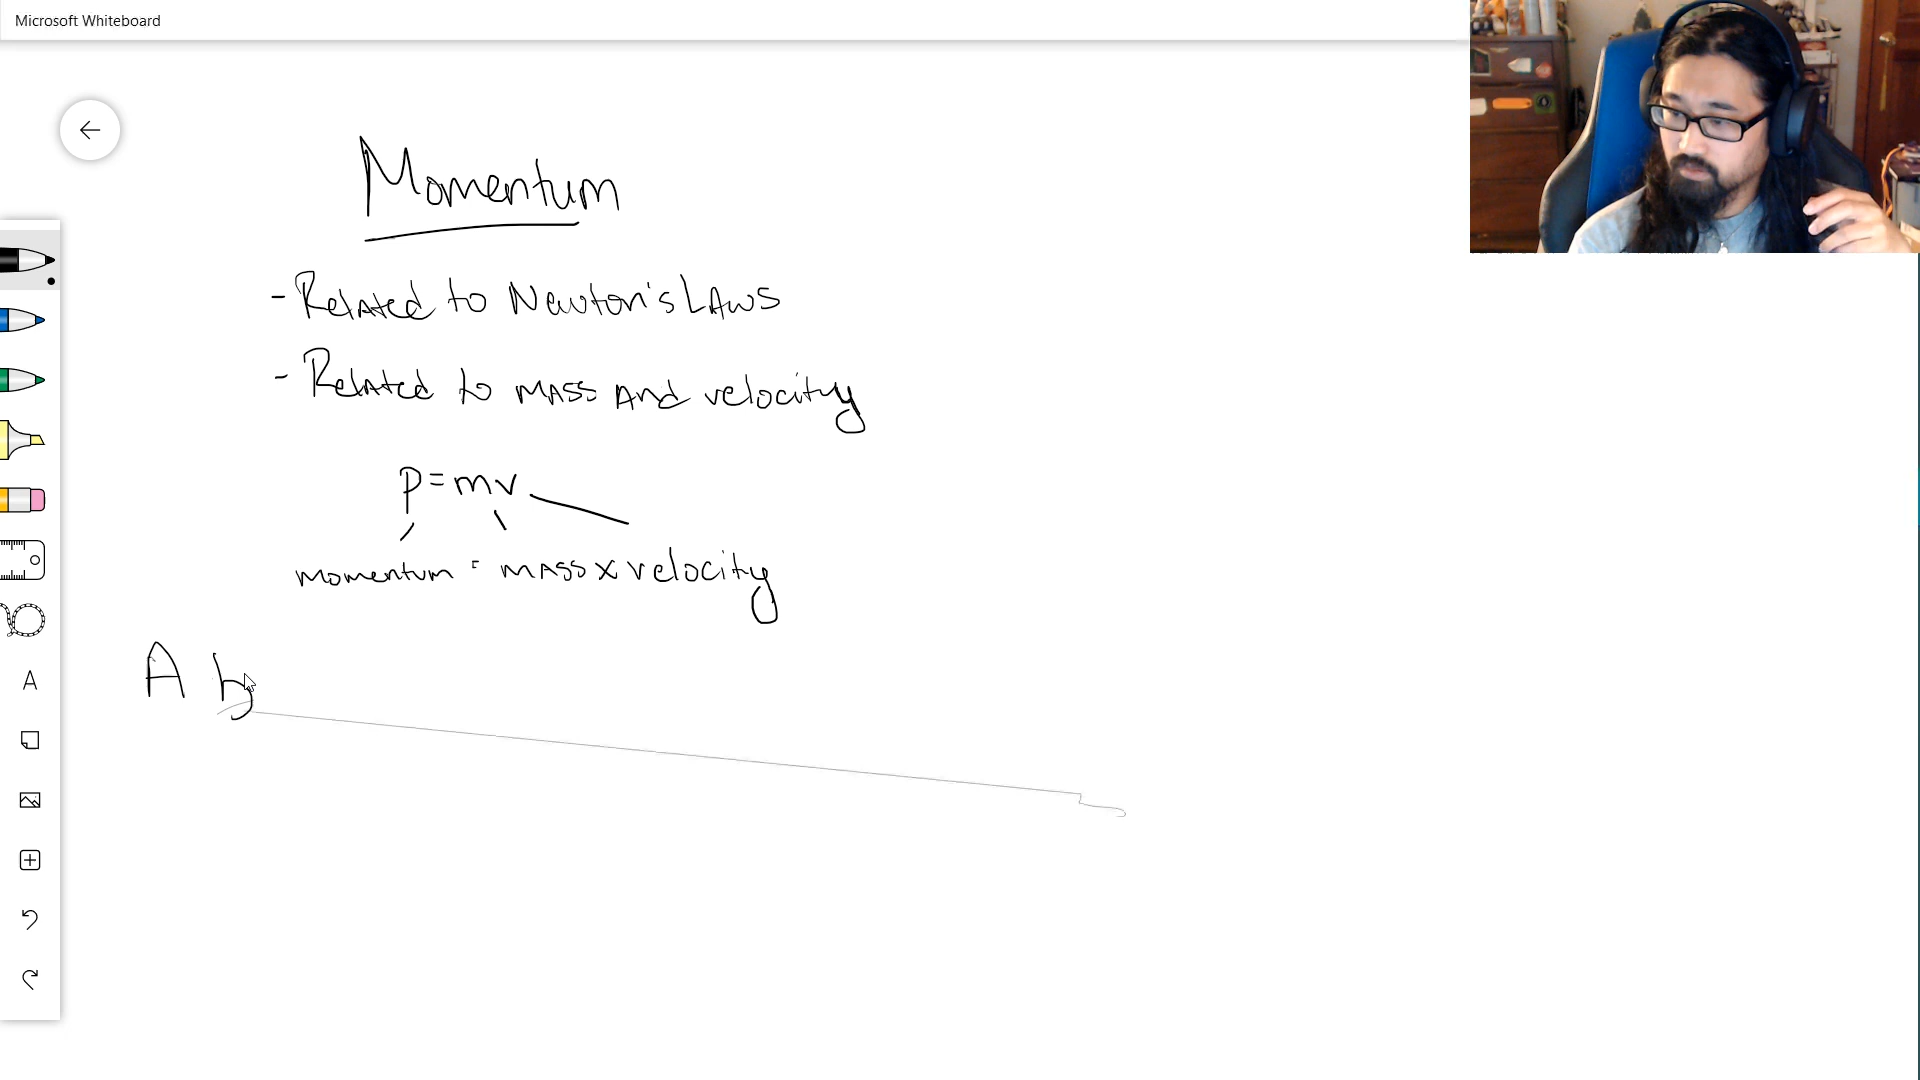 Microsoft Whiteboard
Momentum
- Related to Newton's Laws
- Related to mass and velocity
p = mv
momentum = mass x velocity
A b
A